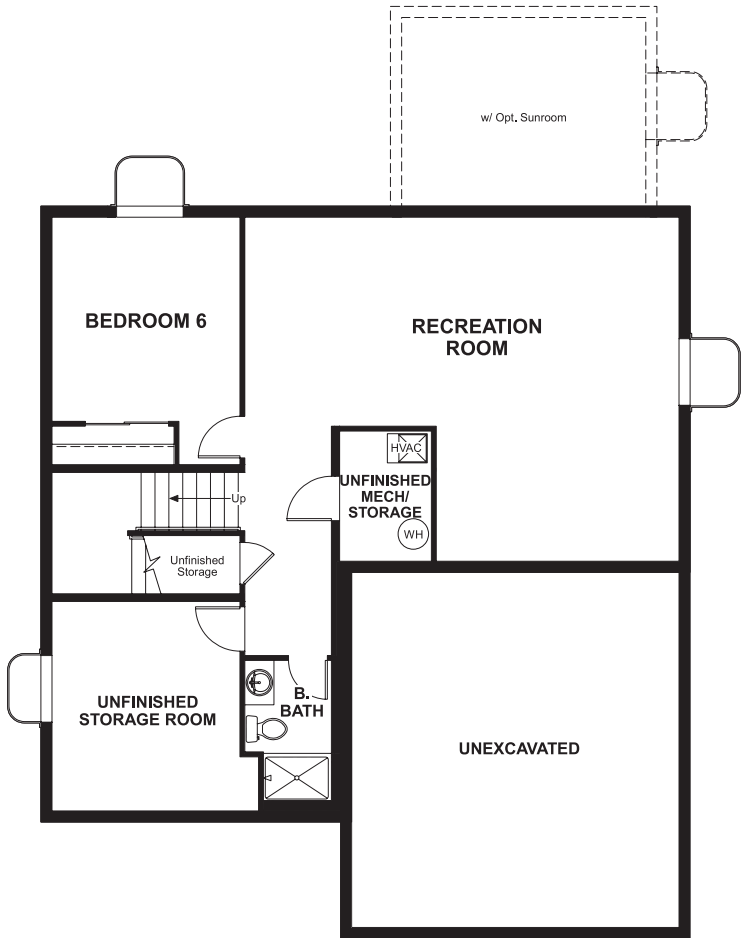 w/ Opt. Sunroom
BEDROOM 6
RECREATION
ROOM
HVAC
UNFINISHED
MECH/
STORAGE
WH
Up
Unfinished
Storage
UNFINISHED
STORAGE ROOM
B.
BATH
UNEXCAVATED